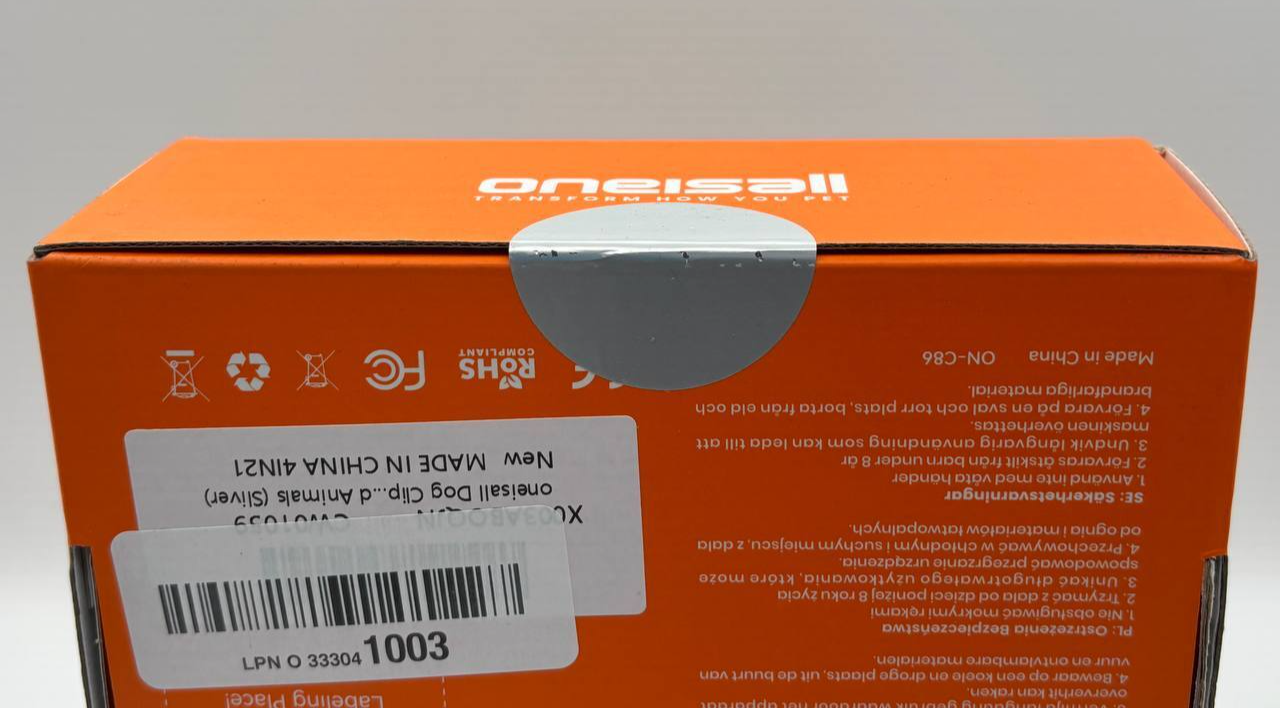 oneisall
TRANSFORM HOW YOU PET
ROHS
COMPLIANT
FC
CE
Made in China ON-C86
New MADE IN CHINA 4IN21
oneisall Dog Clip...d Animals (Sliver)
CW01059
LPN O 33304 1003
Labeling Place!
oververhit kan raken.
4. Bewaar op een koele en droge plaats, uit de buurt van
vuur en ontvlambare materialen.
PL: Ostrzeżenia Bezpieczeństwa
1. Nie obsługiwać mokrymi rękami
2. Trzymać z dala od dzieci poniżej 8 roku życia
3. Unikać długotrwałego użytkowania, które może
spowodować przegrzanie urządzenia.
4. Przechowywać w chłodnym i suchym miejscu, z dala
od ognia i materiałów łatwopalnych.
SE: Säkerhetsvarningar
1. Använd inte med våta händer
2. Förvaras åtskilt från barn under 8 år
3. Undvik långvarig användning som kan leda till att
maskinen överhettas.
4. Förvara på en sval och torr plats, borta från eld och
brandfarliga material.